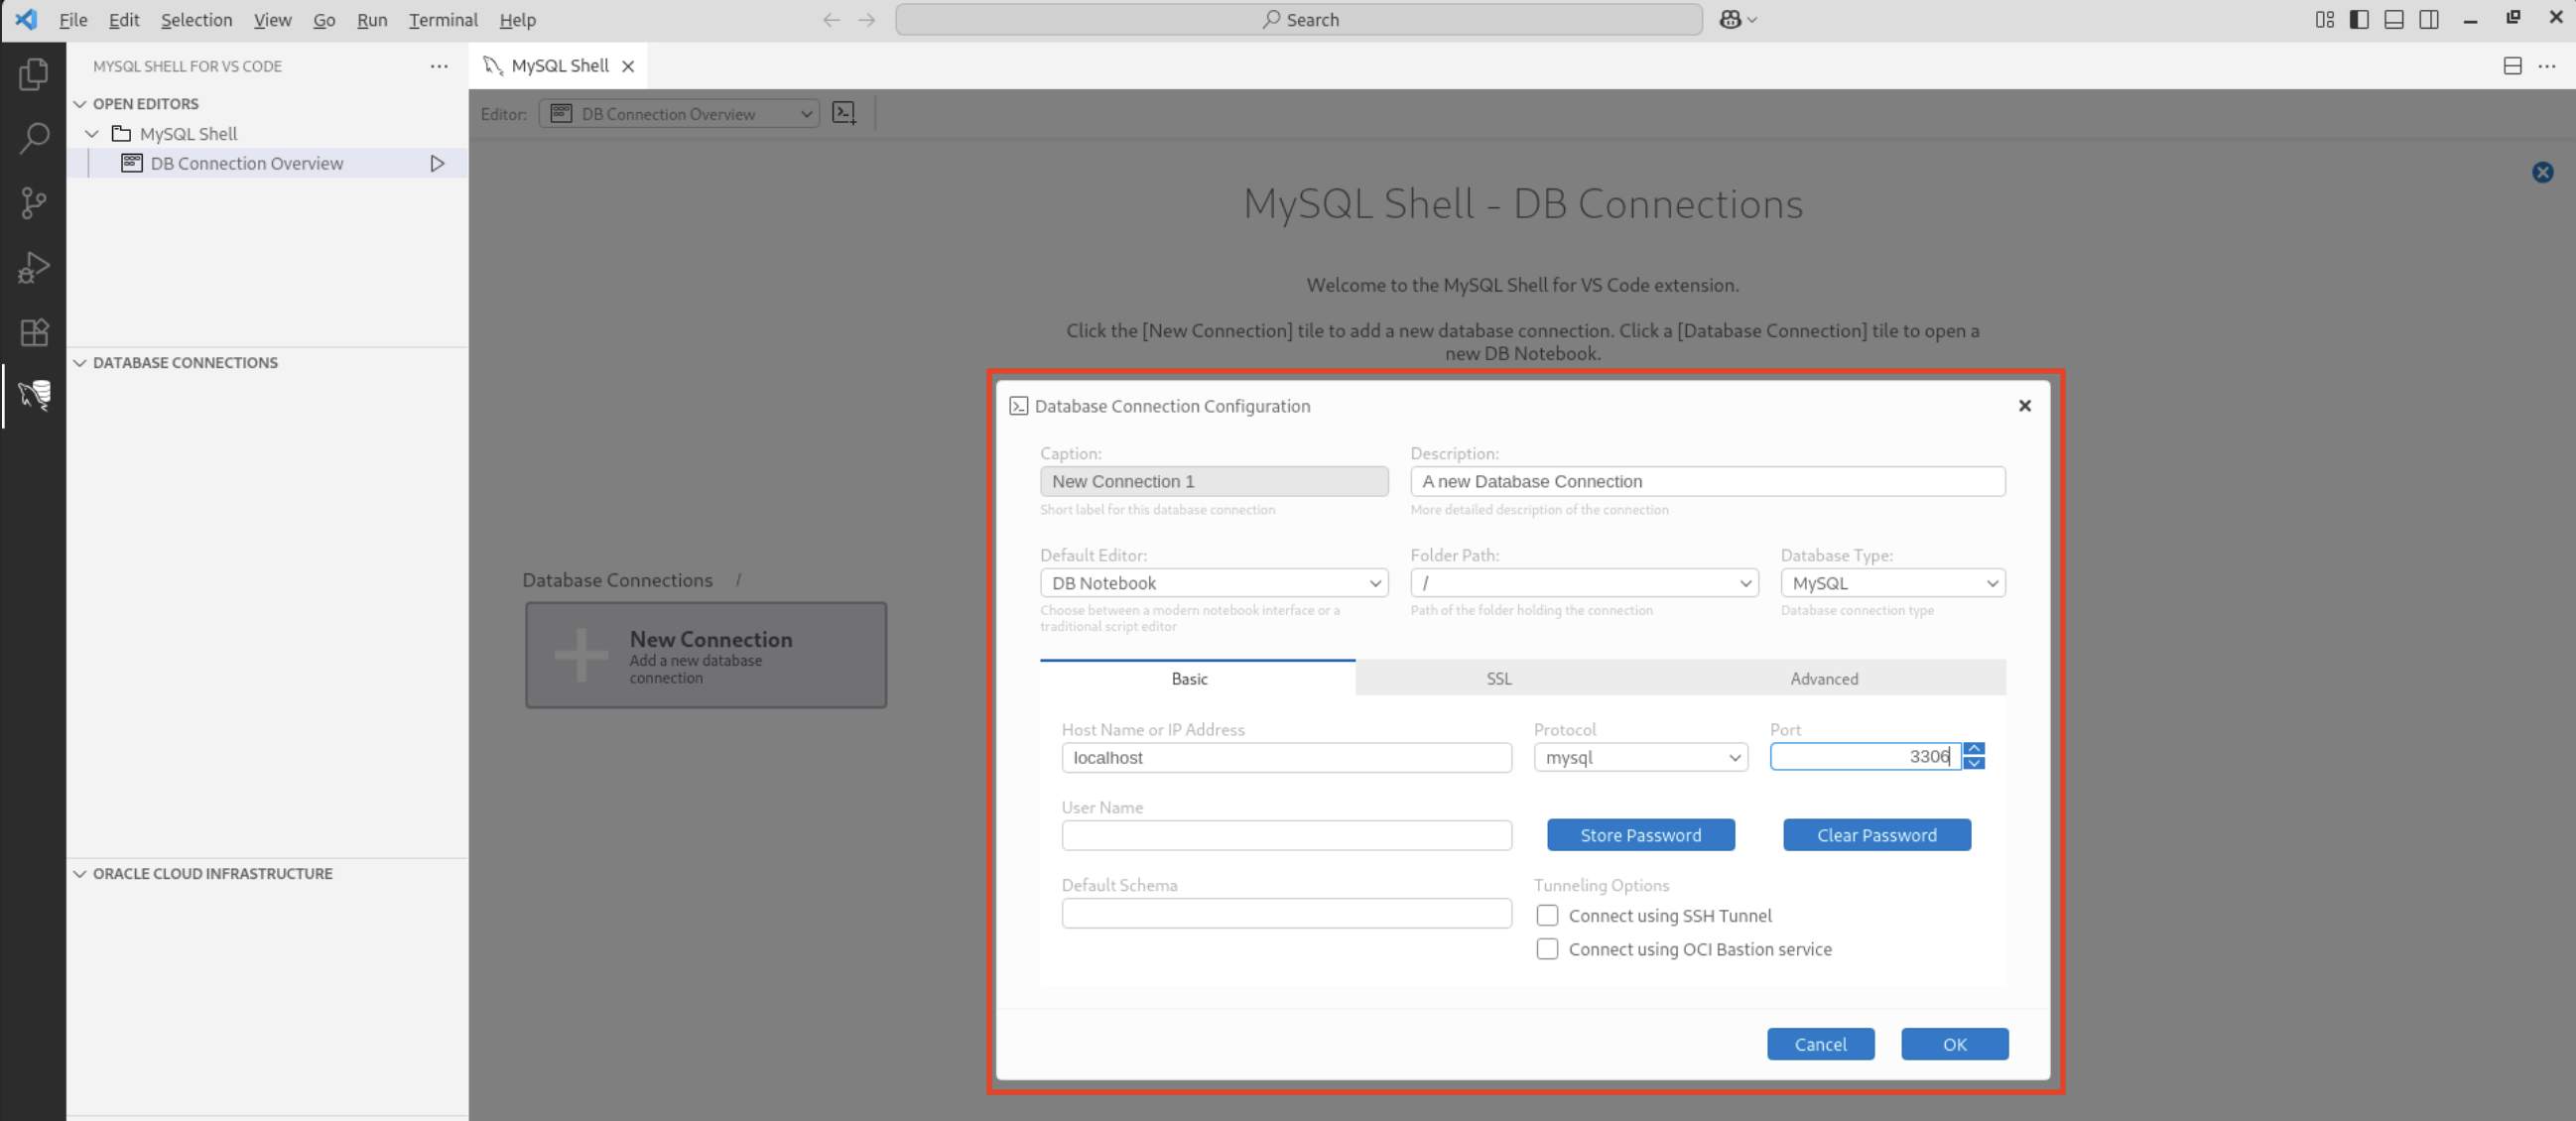 File Edit Selection View Go Run Terminal Help
Search
MYSQL SHELL FOR VS CODE
OPEN EDITORS
MySQL Shell
DB Connection Overview
DATABASE CONNECTIONS
ORACLE CLOUD INFRASTRUCTURE
MySQL Shell
Editor: DB Connection Overview
MySQL Shell - DB Connections
Welcome to the MySQL Shell for VS Code extension.
Click the [New Connection] tile to add a new database connection. Click a [Database Connection] tile to open a
new DB Notebook.
Database Connections /
New Connection
Add a new database
connection
Database Connection Configuration
Caption: Description:
New Connection 1 A new Database Connection
Short label for this database connection More detailed description of the connection
Default Editor: Folder Path: Database Type:
DB Notebook / MySQL
Choose between a modern notebook interface or a Path of the folder holding the connection Database connection type
traditional script editor
Basic SSL Advanced
Host Name or IP Address Protocol Port
localhost mysql 3306
User Name
Store Password Clear Password
Default Schema Tunneling Options
Connect using SSH Tunnel
Connect using OCI Bastion service
Cancel OK